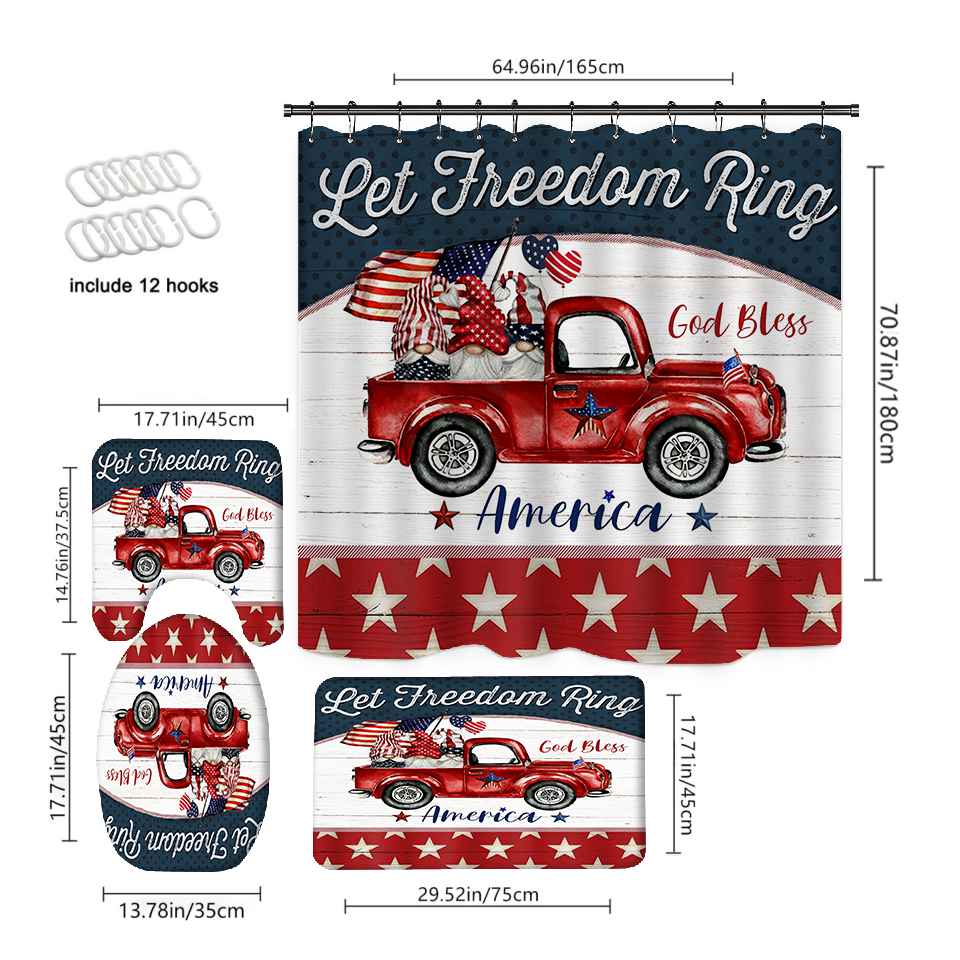 64.96in/165cm
Let Freedom Ring
include 12 hooks
God Bless
70.87in/180cm
America
17.71in/45cm
Let Freedom Ring
God Bless
14.76in/37.5cm
America
God Bless
Let Freedom Ring
17.71in/45cm
13.78in/35cm
Let Freedom Ring
God Bless
America
17.71in/45cm
29.52in/75cm